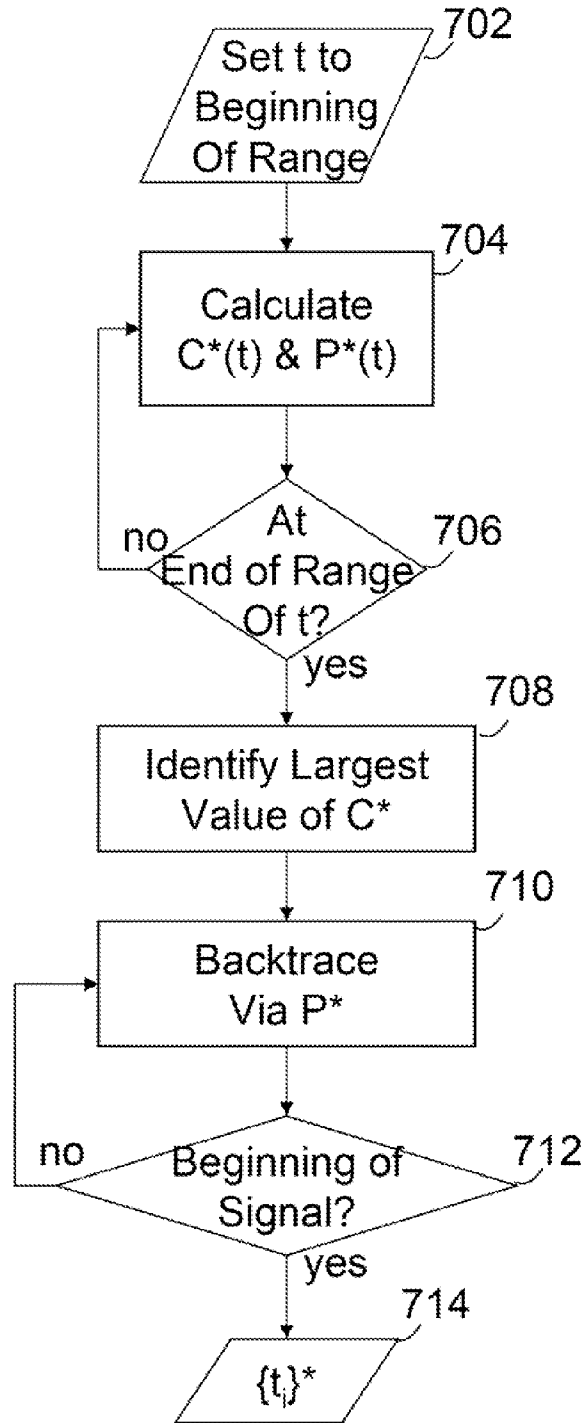 702
Set t to
Beginning
Of Range
704
Calculate
C*(t) & P*(t)
no
At
End of Range
Of t?
706
yes
708
Identify Largest
Value of C*
710
Backtrace
Via P*
no
Beginning of
Signal?
712
yes
714
{tᵢ}*